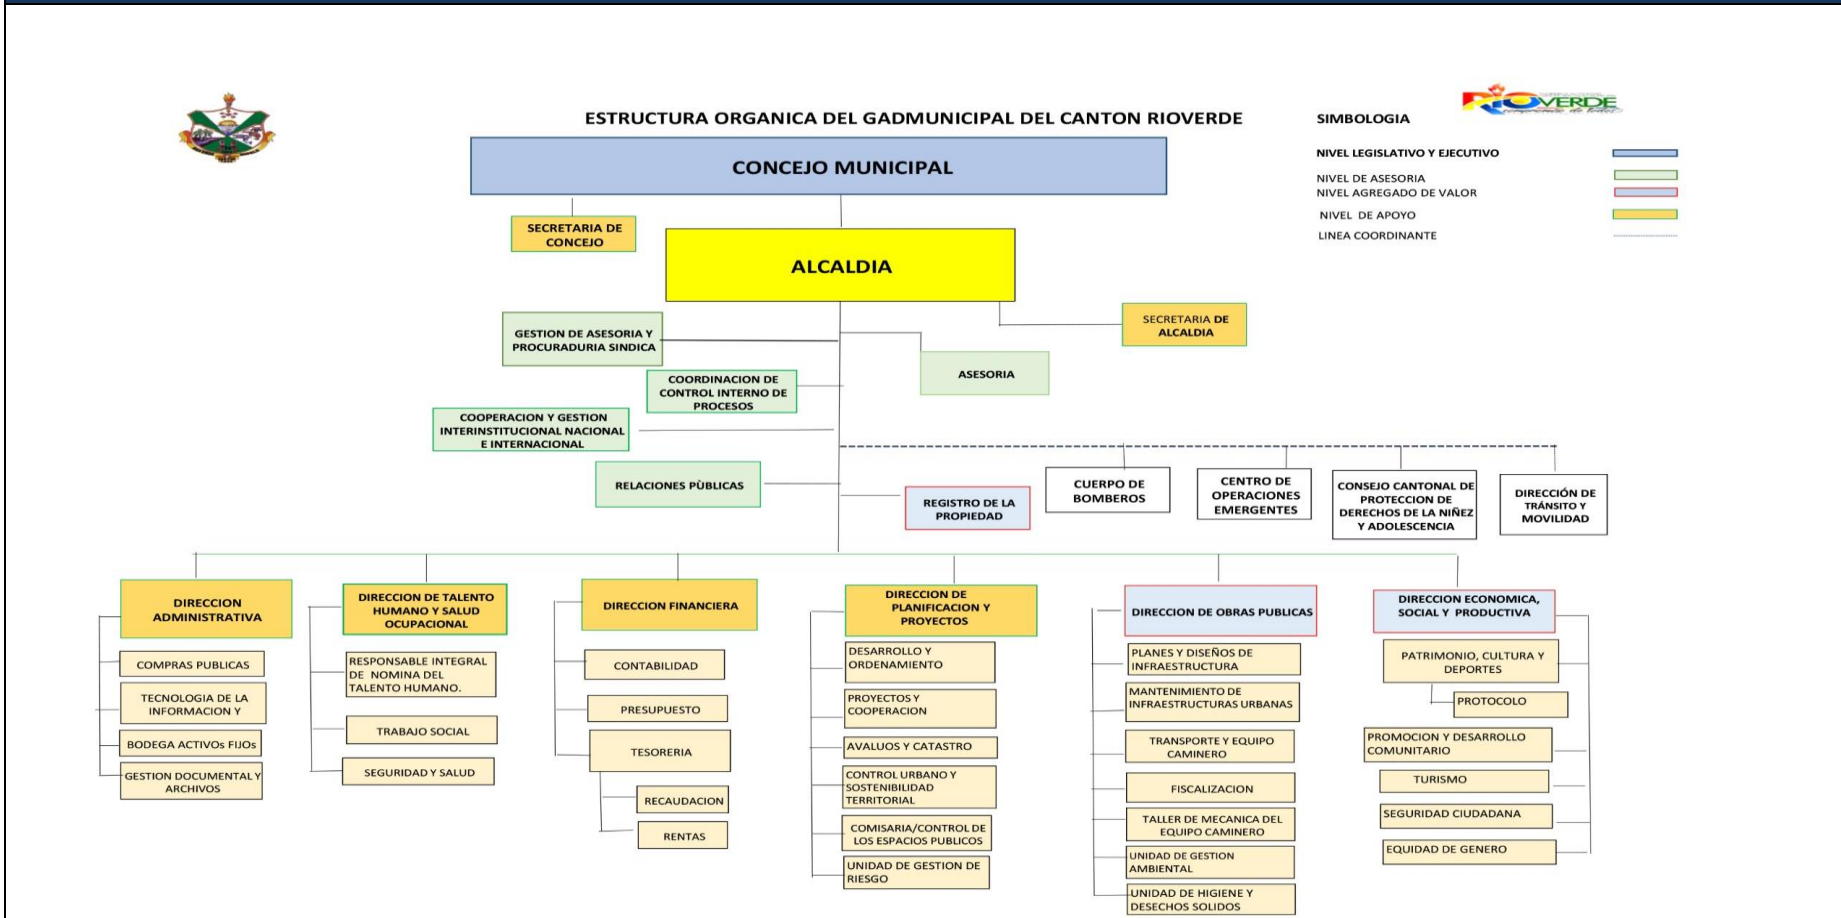 ESTRUCTURA ORGANICA DEL GADMUNICIPAL DEL CANTON RIOVERDE
RIOVERDE
SIMBOLOGIA
NIVEL LEGISLATIVO Y EJECUTIVO
NIVEL DE ASESORIA
NIVEL AGREGADO DE VALOR
NIVEL DE APOYO
LINEA COORDINANTE
CONCEJO MUNICIPAL
SECRETARIA DE
CONCEJO
ALCALDIA
SECRETARIA DE
ALCALDIA
GESTION DE ASESORIA Y
PROCURADURIA SINDICA
ASESORIA
COORDINACION DE
CONTROL INTERNO DE
PROCESOS
COOPERACION Y GESTION
INTERINSTITUCIONAL NACIONAL
E INTERNACIONAL
RELACIONES PÙBLICAS
REGISTRO DE LA
PROPIEDAD
CUERPO DE
BOMBEROS
CENTRO DE
OPERACIONES
EMERGENTES
CONSEJO CANTONAL DE
PROTECCION DE
DERECHOS DE LA NIÑEZ
Y ADOLESCENCIA
DIRECCIÓN DE
TRÁNSITO Y
MOVILIDAD
DIRECCION
ADMINISTRATIVA
COMPRAS PUBLICAS
TECNOLOGIA DE LA
INFORMACION Y
BODEGA ACTIVOs FIJOs
GESTION DOCUMENTAL Y
ARCHIVOS
DIRECCION DE TALENTO
HUMANO Y SALUD
OCUPACIONAL
RESPONSABLE INTEGRAL
DE NOMINA DEL
TALENTO HUMANO.
TRABAJO SOCIAL
SEGURIDAD Y SALUD
DIRECCION FINANCIERA
CONTABILIDAD
PRESUPUESTO
TESORERIA
RECAUDACION
RENTAS
DIRECCION DE
PLANIFICACION Y
PROYECTOS
DESARROLLO Y
ORDENAMIENTO
PROYECTOS Y
COOPERACION
AVALUOS Y CATASTRO
CONTROL URBANO Y
SOSTENIBILIDAD
TERRITORIAL
COMISARIA/CONTROL DE
LOS ESPACIOS PUBLICOS
UNIDAD DE GESTION DE
RIESGO
DIRECCION DE OBRAS PUBLICAS
PLANES Y DISEÑOS DE
INFRAESTRUCTURA
MANTENIMIENTO DE
INFRAESTRUCTURAS URBANAS
TRANSPORTE Y EQUIPO
CAMINERO
FISCALIZACION
TALLER DE MECANICA DEL
EQUIPO CAMINERO
UNIDAD DE GESTION
AMBIENTAL
UNIDAD DE HIGIENE Y
DESECHOS SOLIDOS
DIRECCION ECONOMICA,
SOCIAL Y PRODUCTIVA
PATRIMONIO, CULTURA Y
DEPORTES
PROTOCOLO
PROMOCION Y DESARROLLO
COMUNITARIO
TURISMO
SEGURIDAD CIUDADANA
EQUIDAD DE GENERO